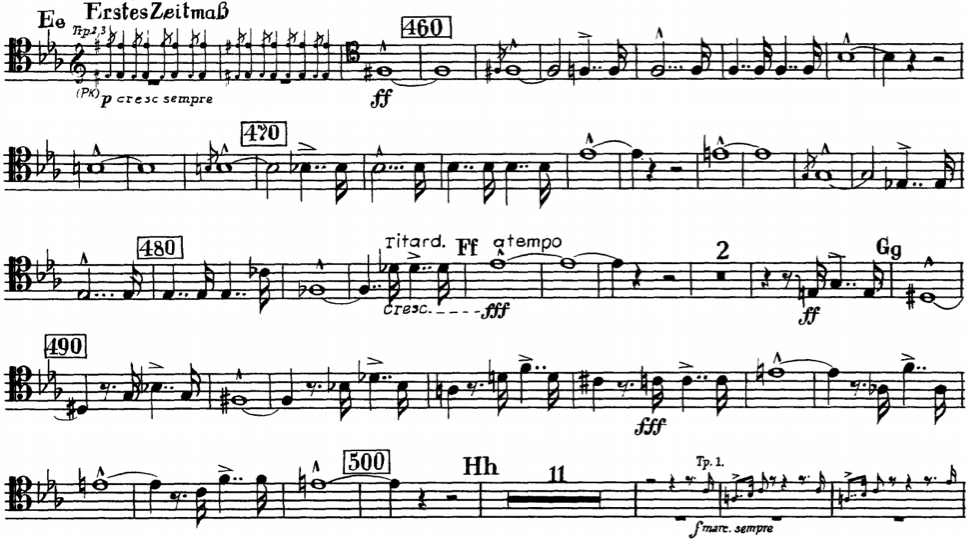 Ee Erstes Zeitmaß
Trp.2,3
460
(Pk) p cresc sempre
ff
470
480
ritard. Ff a tempo
2
Gg
cresc. fff
ff
490
fff
500
Hh
11
Tp. 1.
f marc. sempre